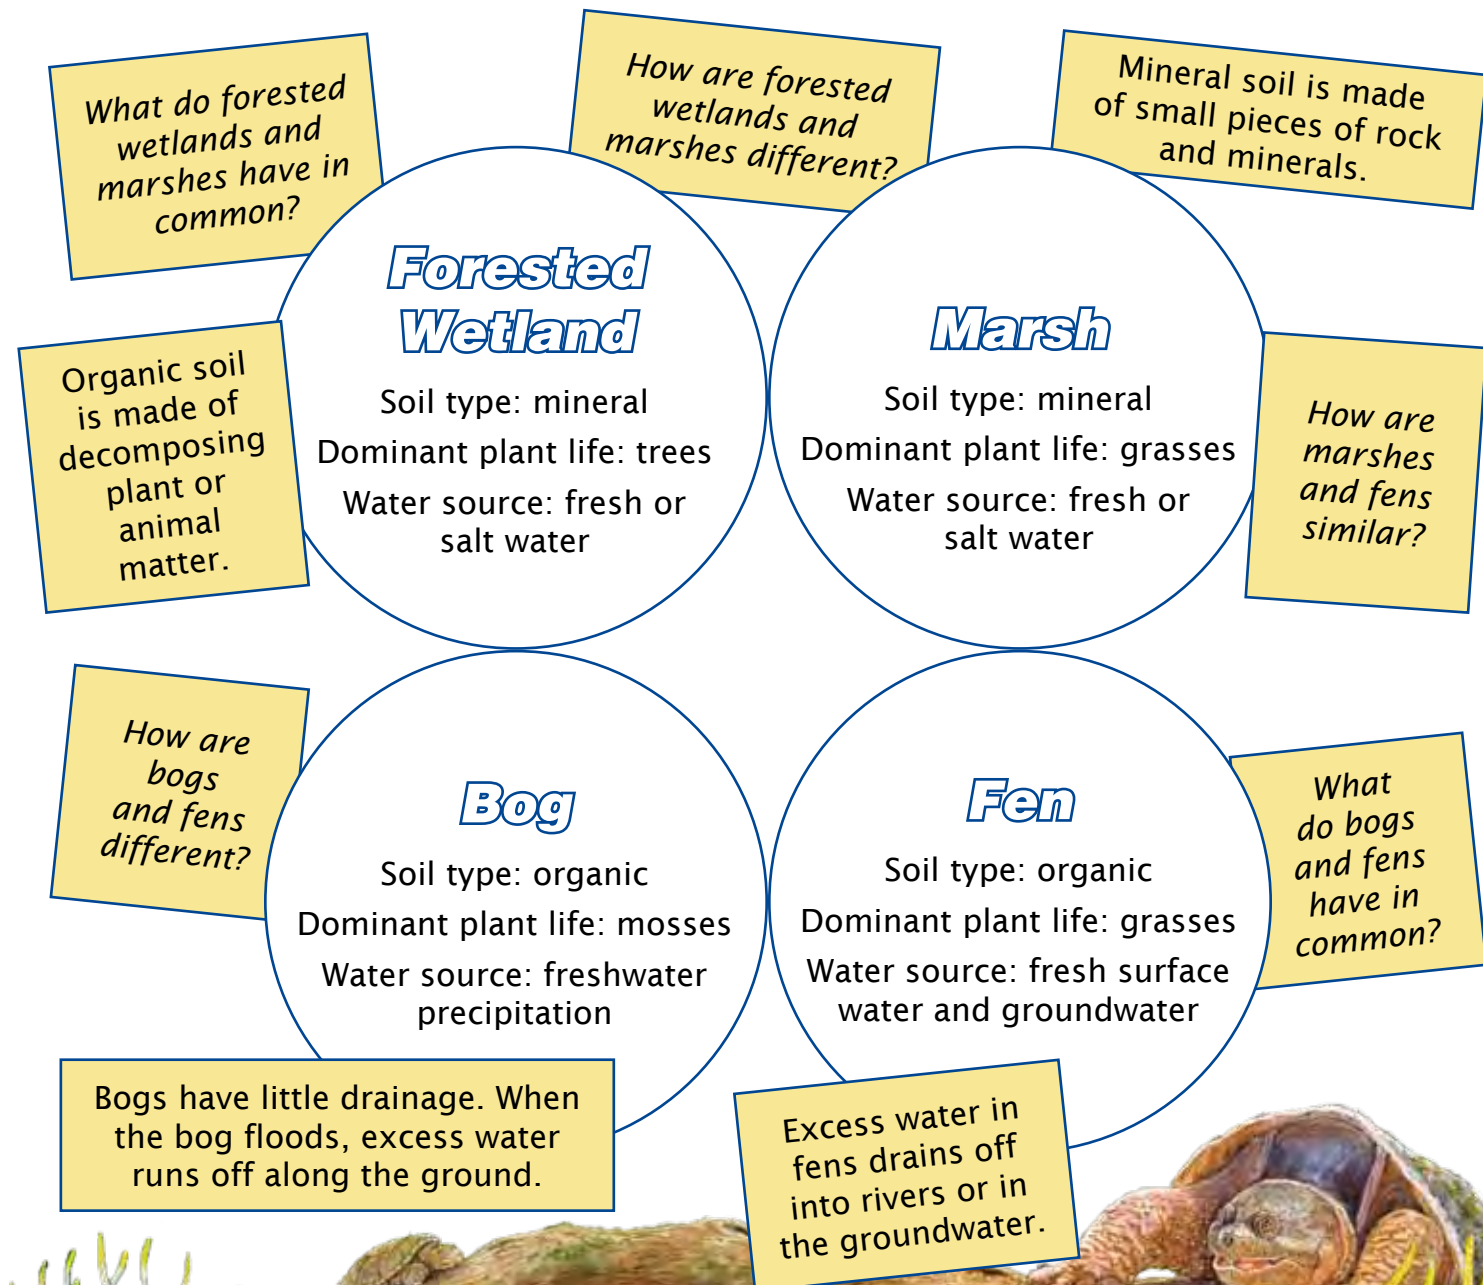 What do forested
wetlands and
marshes have in
common?
How are forested
wetlands and
marshes different?
Mineral soil is made
of small pieces of rock
and minerals.
Forested
Wetland
Soil type: mineral
Dominant plant life: trees
Water source: fresh or
salt water
Marsh
Soil type: mineral
Dominant plant life: grasses
Water source: fresh or
salt water
Organic soil
is made of
decomposing
plant or
animal
matter.
How are
marshes
and fens
similar?
How are
bogs
and fens
different?
Bog
Soil type: organic
Dominant plant life: mosses
Water source: freshwater
precipitation
Fen
Soil type: organic
Dominant plant life: grasses
Water source: fresh surface
water and groundwater
What
do bogs
and fens
have in
common?
Bogs have little drainage. When
the bog floods, excess water
runs off along the ground.
Excess water in
fens drains off
into rivers or in
the groundwater.